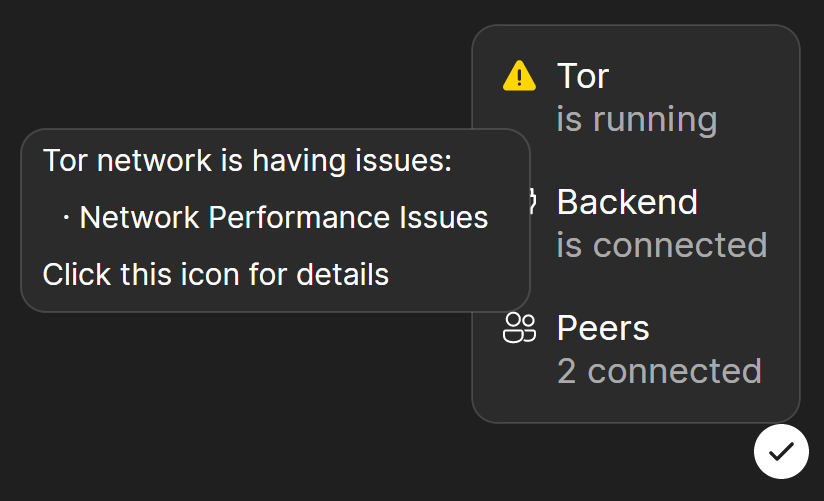 Tor
is running
Tor network is having issues:
· Network Performance Issues
Click this icon for details
Backend
is connected
Peers
2 connected